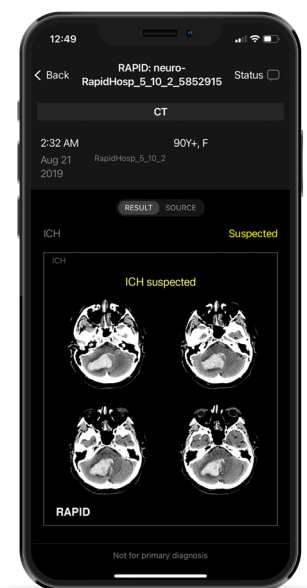 12:49
Back
RAPID: neuro-
RapidHosp_5_10_2_5852915
Status
CT
2:32 AM
90Y+, F
Aug 21
2019
RapidHosp_5_10_2
RESULT
SOURCE
ICH
Suspected
ICH
ICH suspected
RAPID
Not for primary diagnosis